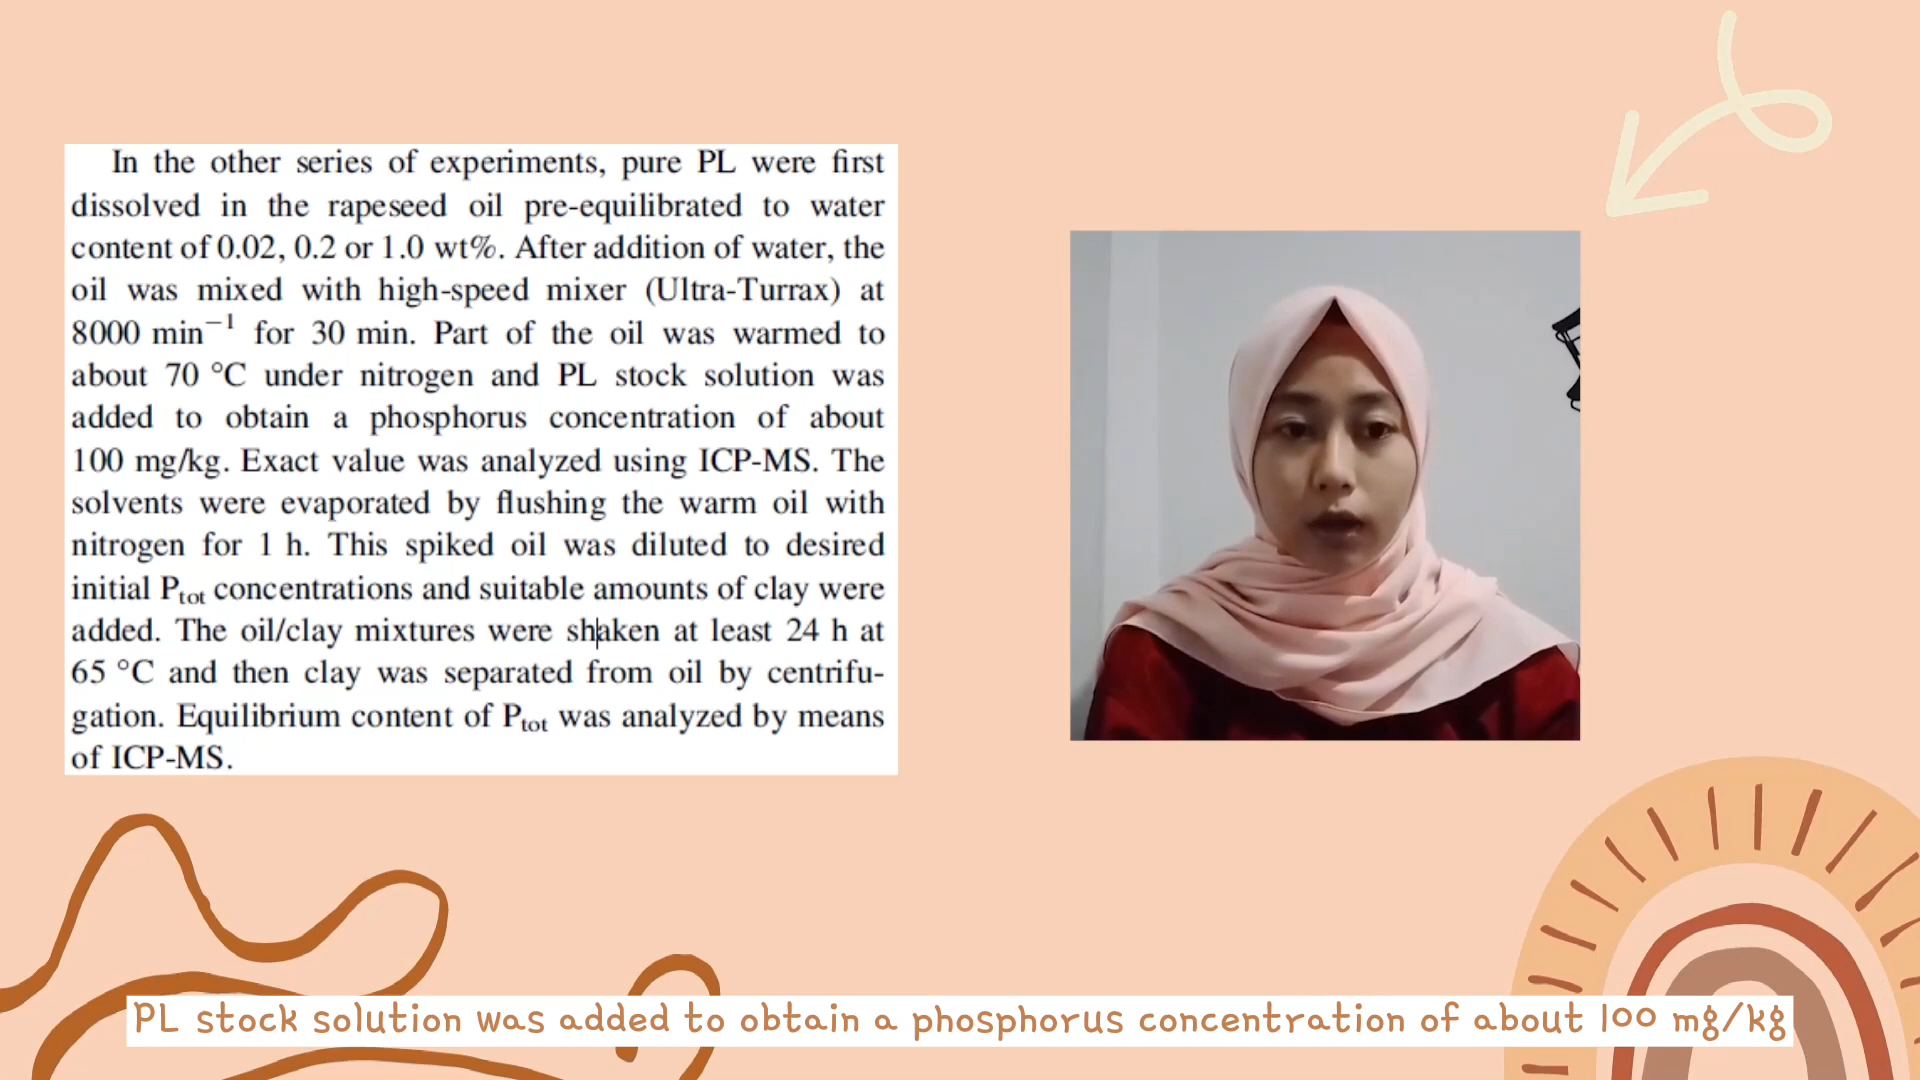 In the other series of experiments, pure PL were first
dissolved in the rapeseed oil pre-equilibrated to water
content of 0.02, 0.2 or 1.0 wt%. After addition of water, the
oil was mixed with high-speed mixer (Ultra-Turrax) at
8000 min⁻¹ for 30 min. Part of the oil was warmed to
about 70 °C under nitrogen and PL stock solution was
added to obtain a phosphorus concentration of about
100 mg/kg. Exact value was analyzed using ICP-MS. The
solvents were evaporated by flushing the warm oil with
nitrogen for 1 h. This spiked oil was diluted to desired
initial Ptot concentrations and suitable amounts of clay were
added. The oil/clay mixtures were shaken at least 24 h at
65 °C and then clay was separated from oil by centrifu-
gation. Equilibrium content of Ptot was analyzed by means
of ICP-MS.
PL stock solution was added to obtain a phosphorus concentration of about 100 mg/kg